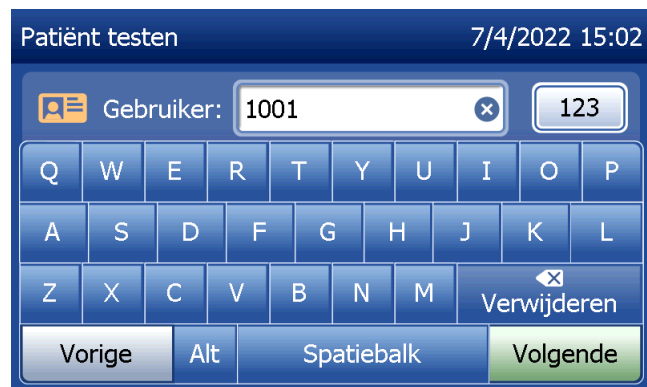 Patiënt testen 7/4/2022 15:02
Gebruiker: 1001 123
Q W E R T Y U I O P
A S D F G H J K L
Z X C V B N M Verwijderen
Vorige Alt Spatiebalk Volgende